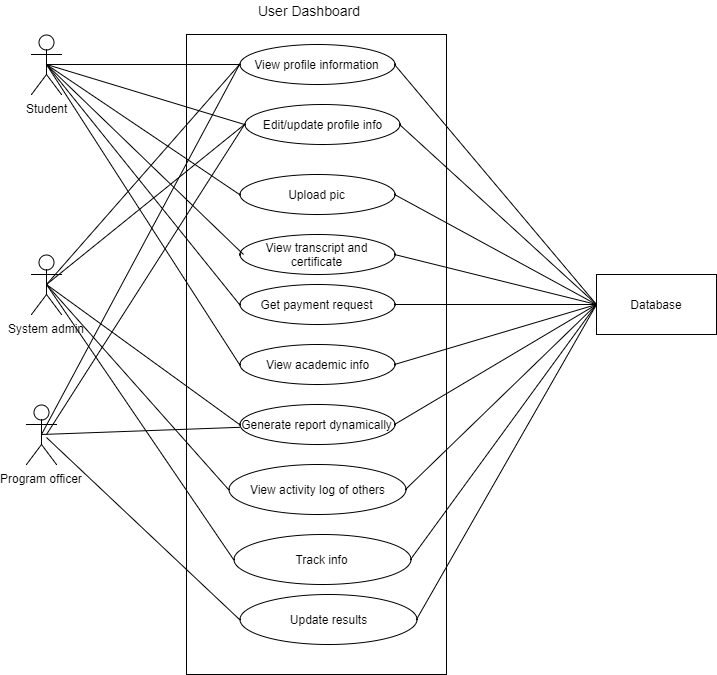 User Dashboard
View profile information
Student
Edit/update profile info
Upload pic
View transcript and
certificate
Get payment request
Database
System admin
View academic info
Generate report dynamically
Program officer
View activity log of others
Track info
Update results